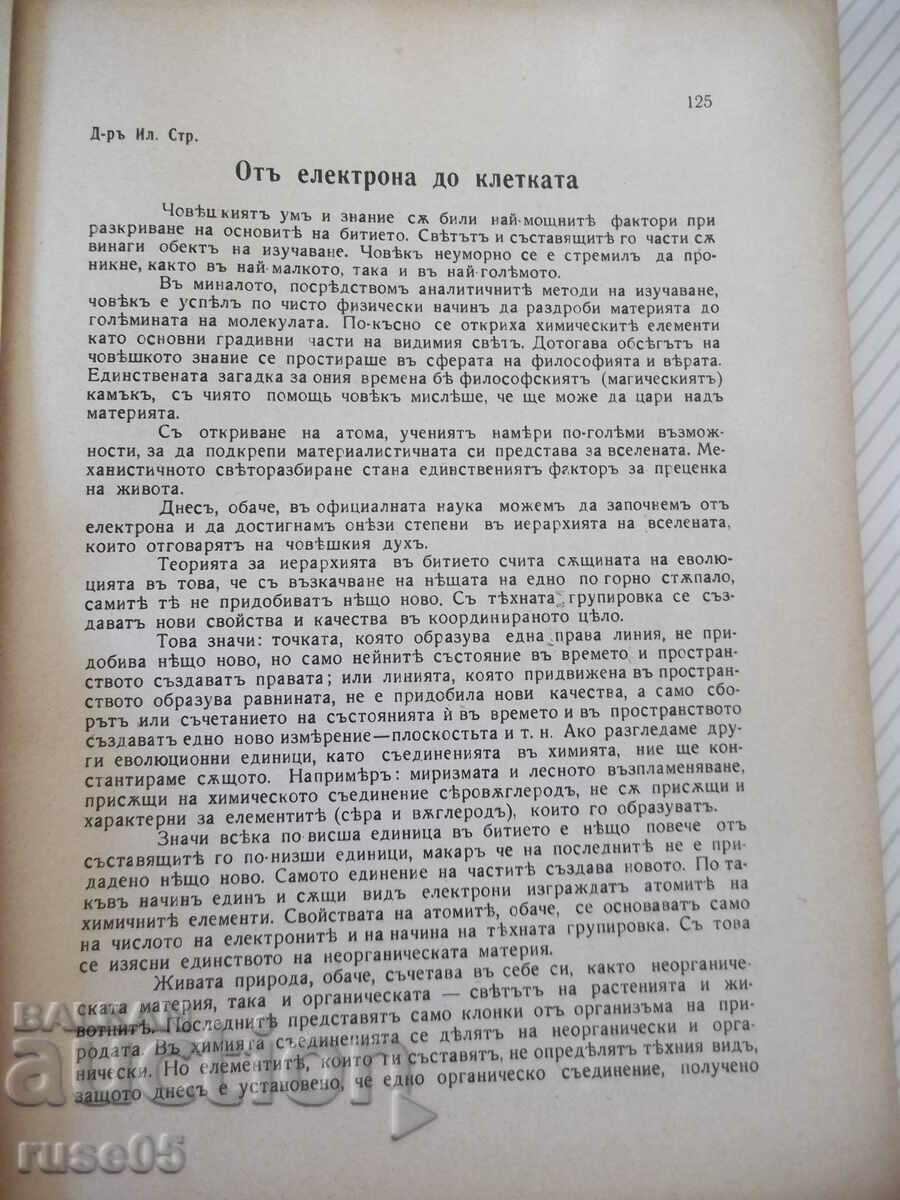 125
Д-ръ Ил. Стр.
Отъ електрона до клетката
Човѣшкиятъ умъ и знание сѫ били най-мощнитѣ фактори при
разкриване на основитѣ на битието. Свѣтътъ и съставящитѣ го части сѫ
винаги обектъ на изучаване. Човѣкъ неуморно се е стремилъ да про-
никне, както въ най-малкото, така и въ най-голѣмото.
Въ миналото, посрѣдствомъ аналитичнитѣ методи на изучаване,
човѣкъ е успѣлъ по чисто физически начин да раздроби материята до
голѣмината на молекулата. По-късно се откриха химическитѣ елементи
като основни градивни части на видимия свѣтъ. Дотогава обсѣгътъ на
човѣшкото знание се простираше въ сферата на философията и вѣрата.
Единствената загадка за ония времена бѣ философскиятъ (магическиятъ)
камъкъ, съ чиято помощь човѣкъ мислѣше, че ще може да цари надъ
материята.
Съ откриване на атома, учениятъ намѣри по-голѣми възмож-
ности, за да подкрепи материалистичната си представа за вселената. Ме-
ханистичното свѣторазбиране стана единствениятъ факторъ за преценка
на живота.
Днесъ, обаче, въ официалната наука можемъ да започнемъ отъ
електрона и да достигнамъ онѣзи степени въ иерархията на вселената,
които отговарятъ на човѣшкия духъ.
Теорията за иерархията въ битието счита сѫщината на еволю-
цията въ това, че съ възкачване на нѣщата на едно по горно стѫпало,
самитѣ тѣ не придобиватъ нѣщо ново. Съ тѣхната групировка се съз-
даватъ нови свойства и качества въ координираното цѣло.
Това значи: точката, която образува една права линия, не при-
добива нѣщо ново, но само нейнитѣ състояние въ времето и простран-
ството създаватъ правата; или линията, която придвижена въ простран-
ството образува равнината, не е придобила нови качества, а само сбо-
рътъ или съчетанието на състоянията ѝ въ времето и въ пространството
създаватъ едно ново измѣрение—плоскостьта и т. н. Ако разгледаме дру-
ги еволюционни единици, като съединенията въ химията, ние ще кон-
стантираме сѫщото. Напримѣръ: миризмата и лесното възпламеняване,
присѫщи на химическото съединение сѣровѫглеродъ, не сѫ присѫщи и
характерни за елементитѣ (сѣра и вѫглеродъ), които го образуватъ.
Значи всѣка по висша единица въ битието е нѣщо повече отъ
съставящитѣ го по-низши единици, макаръ че на последнитѣ не е при-
дадено нѣщо ново. Самото единение на частитѣ създава новото. По та-
къвъ начинъ единъ и сѫщи видъ електрони изграждатъ атомитѣ на
химичнитѣ елементи. Свойствата на атомитѣ, обаче, се основаватъ само
на числото на електронитѣ и на начина на тѣхната групировка. Съ това
се изясни единството на неорганическата материя.
Живата природа, обаче, съчетава въ себе си, както неорганиче-
ската материя, така и органическата — свѣтътъ на растенията и жи-
вотнитѣ. Последнитѣ представятъ само клонки отъ организъма на при-
родата. Въ химията съединенията се дѣлятъ на неорганически и орга-
нически. Но елементитѣ, които ги съставятъ, не опредѣлятъ тѣхния видъ,
защото днесъ е установено, че едно органическо съединение, получено
BALKAN
auction
ruse05